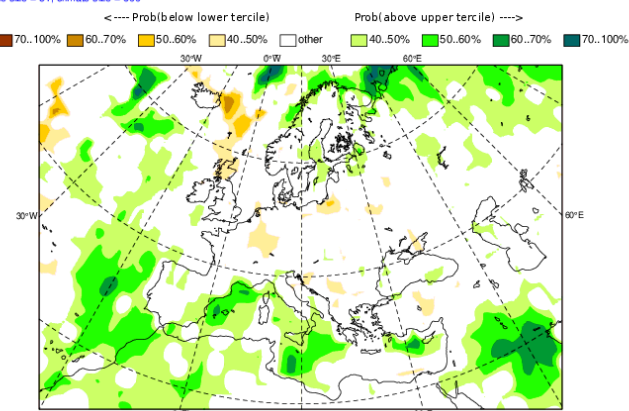 <---- Prob(below lower tercile) Prob(above upper tercile) ---->
70..100% 60..70% 50..60% 40..50% other 40..50% 50..60% 60..70% 70..100%
30°W 0°W 30°E 60°E
30°W 60°E